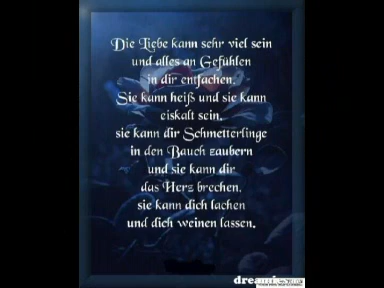 Die Liebe kann sehr viel sein
und alles an Gefühlen
in dir entfachen.
Sie kann heiß und sie kann
eiskalt sein.
sie kann dir Schmetterlinge
in den Bauch zaubern
und sie kann dir
das Herz brechen,
sie kann dich lachen
und dich weinen lassen.